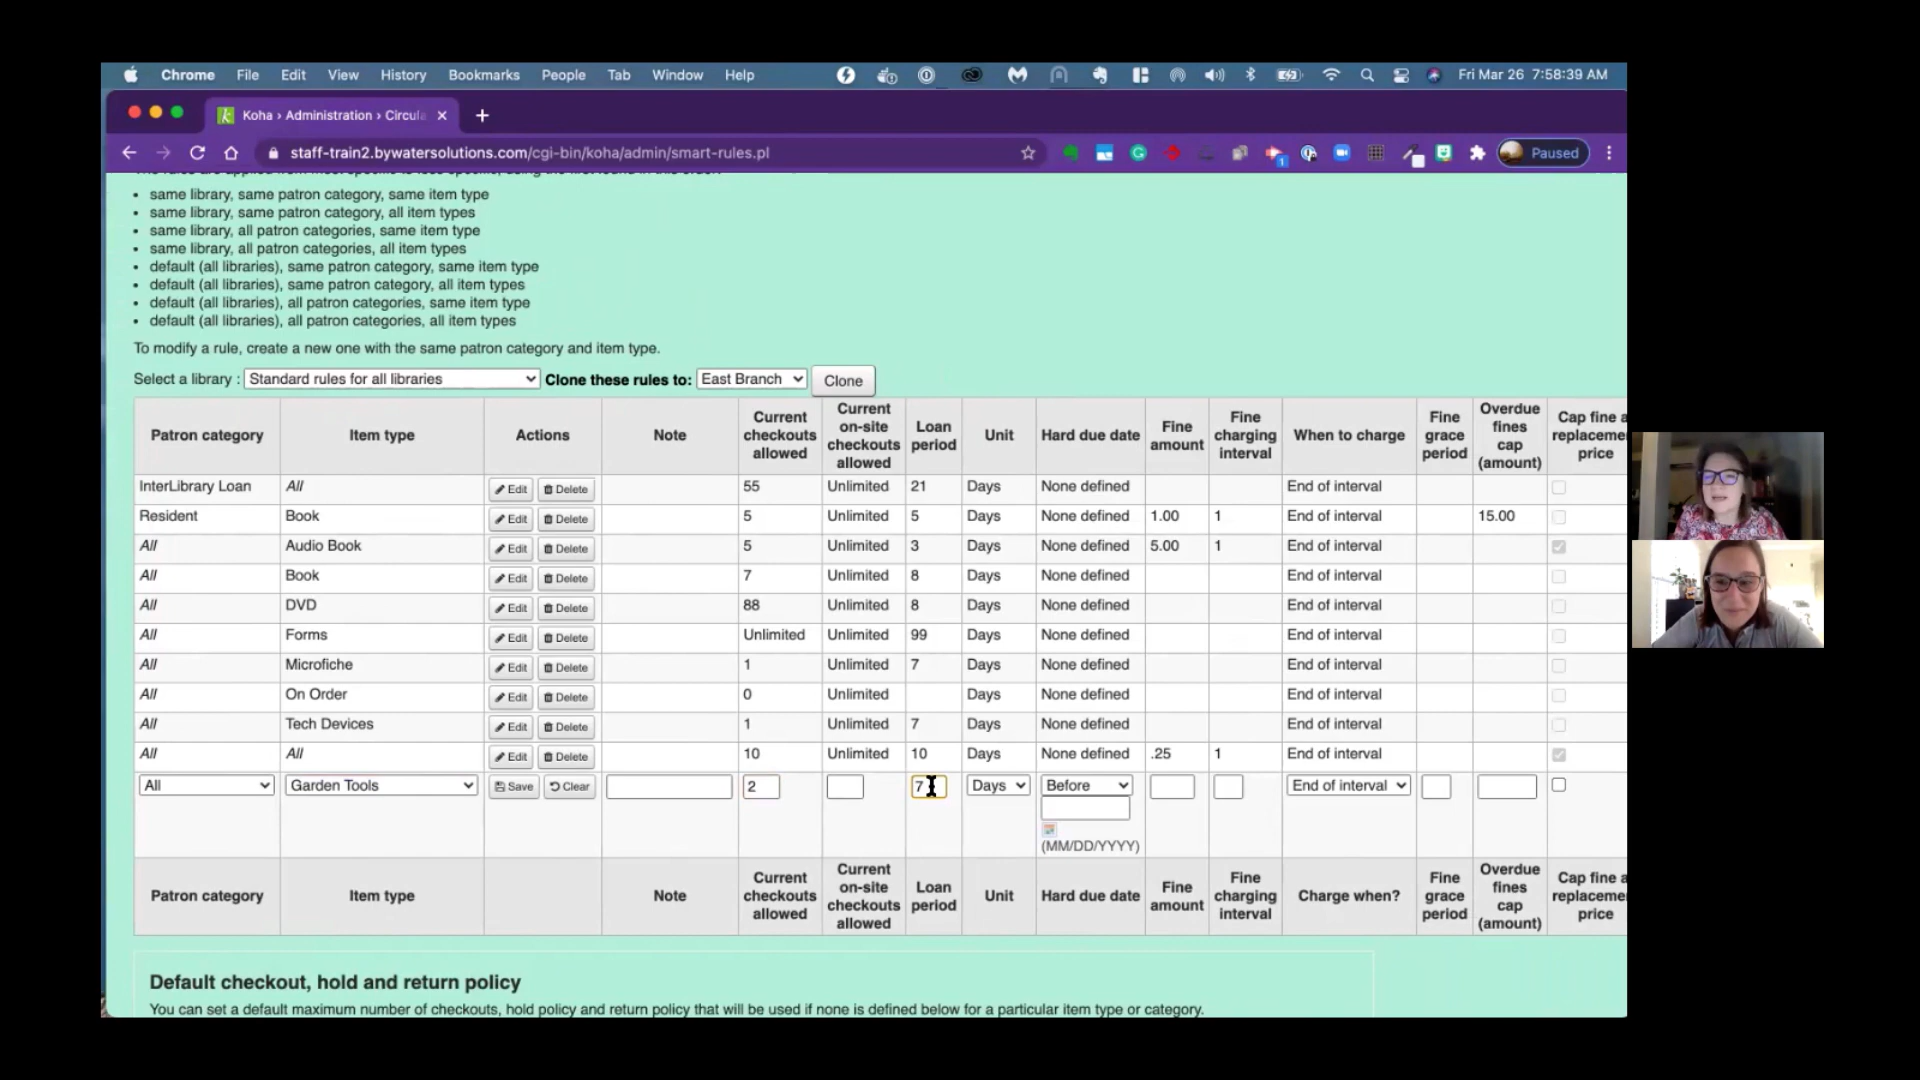 Chrome File Edit View History Bookmarks People Tab Window Help Fri Mar 26 7:58:39 AM
Koha › Administration › Circula
staff-train2.bywatersolutions.com/cgi-bin/koha/admin/smart-rules.pl Paused
same library, same patron category, same item type
same library, same patron category, all item types
same library, all patron categories, same item type
same library, all patron categories, all item types
default (all libraries), same patron category, same item type
default (all libraries), same patron category, all item types
default (all libraries), all patron categories, same item type
default (all libraries), all patron categories, all item types
To modify a rule, create a new one with the same patron category and item type.
Select a library : Standard rules for all libraries Clone these rules to: East Branch Clone
Patron category Item type Actions Note Current checkouts allowed Current on-site checkouts allowed Loan period Unit Hard due date Fine amount Fine charging interval When to charge Fine grace period Overdue fines cap (amount) Cap fine a replaceme price
InterLibrary Loan All Edit Delete 55 Unlimited 21 Days None defined End of interval
Resident Book Edit Delete 5 Unlimited 5 Days None defined 1.00 1 End of interval 15.00
All Audio Book Edit Delete 5 Unlimited 3 Days None defined 5.00 1 End of interval
All Book Edit Delete 7 Unlimited 8 Days None defined End of interval
All DVD Edit Delete 88 Unlimited 8 Days None defined End of interval
All Forms Edit Delete Unlimited Unlimited 99 Days None defined End of interval
All Microfiche Edit Delete 1 Unlimited 7 Days None defined End of interval
All On Order Edit Delete 0 Unlimited Days None defined End of interval
All Tech Devices Edit Delete 1 Unlimited 7 Days None defined End of interval
All All Edit Delete 10 Unlimited 10 Days None defined .25 1 End of interval
All Garden Tools Save Clear 2 7 Days Before End of interval
(MM/DD/YYYY)
Patron category Item type Note Current checkouts allowed Current on-site checkouts allowed Loan period Unit Hard due date Fine amount Fine charging interval Charge when? Fine grace period Overdue fines cap (amount) Cap fine a replaceme price
Default checkout, hold and return policy
You can set a default maximum number of checkouts, hold policy and return policy that will be used if none is defined below for a particular item type or category.